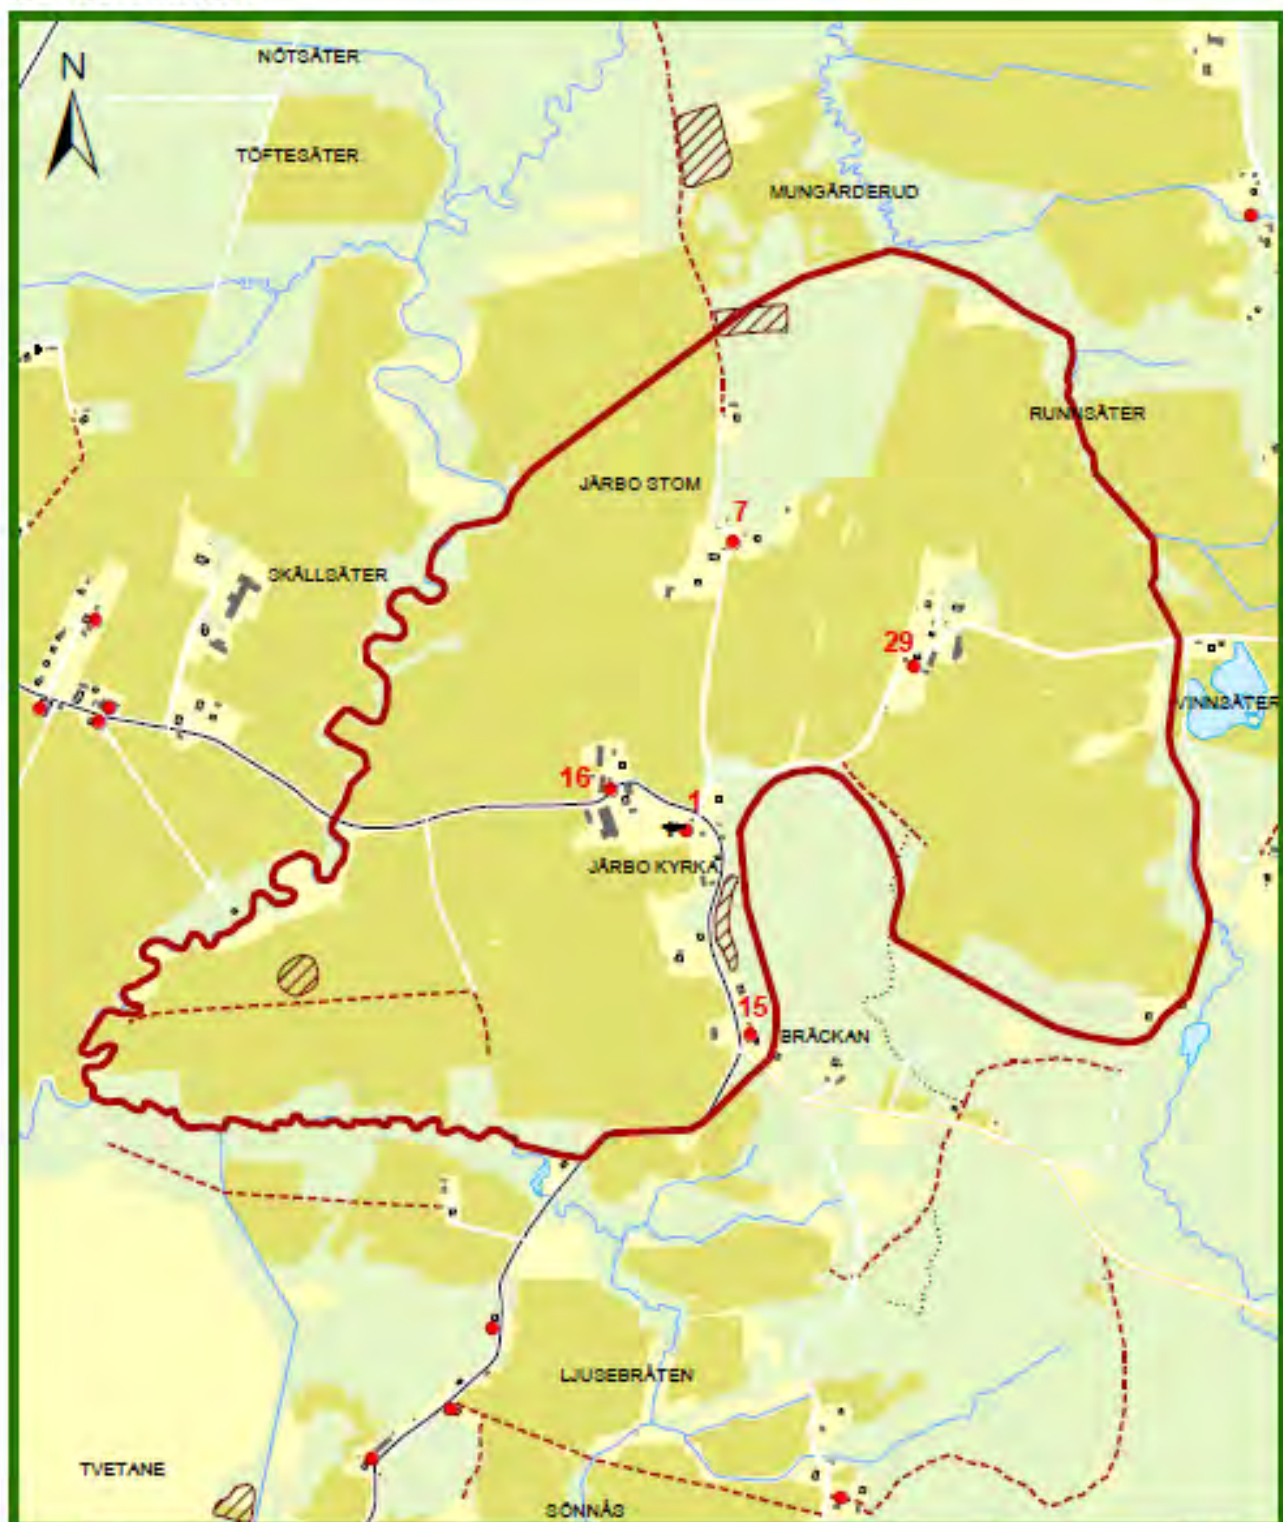 NÖTSÄTER
N
TÖFTESÄTER
MUNGÄRDERUD
RUNNSÄTER
JÄRBO STOM
7
SKÄLLSÄTER
29
VINNSÄTER
16
1
JÄRBO KYRKA
15
BRÄCKAN
LJUSEBRÅTEN
TVETANE
SÖNNÅS